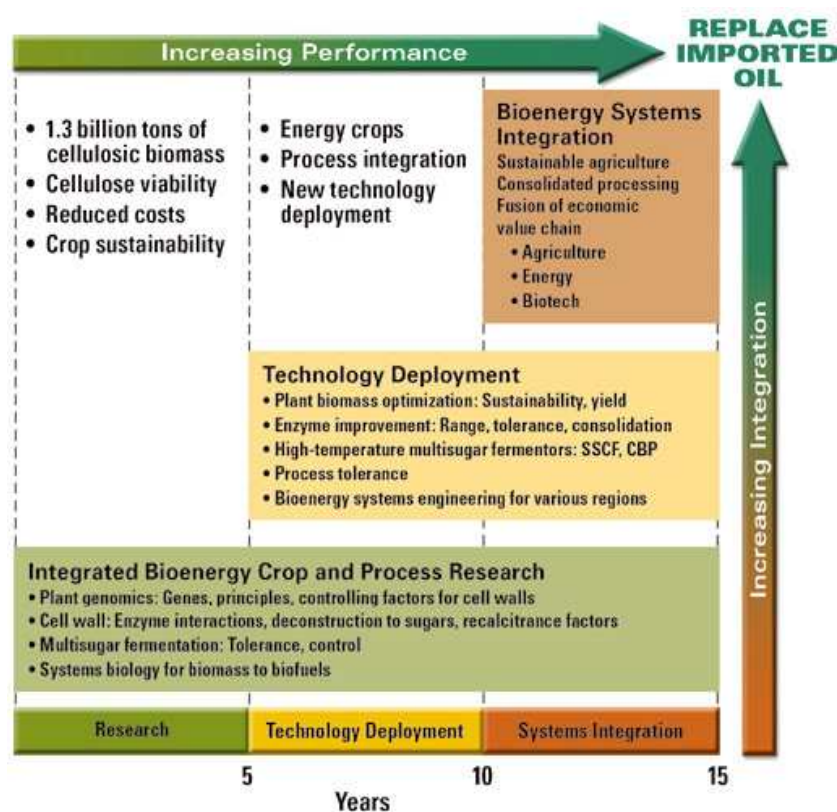 Increasing Performance
REPLACE
IMPORTED
OIL
• 1.3 billion tons of
cellulosic biomass
• Cellulose viability
• Reduced costs
• Crop sustainability
• Energy crops
• Process integration
• New technology
deployment
Bioenergy Systems
Integration
Sustainable agriculture
Consolidated processing
Fusion of economic
value chain
• Agriculture
• Energy
• Biotech
Increasing Integration
Technology Deployment
• Plant biomass optimization: Sustainability, yield
• Enzyme improvement: Range, tolerance, consolidation
• High-temperature multisugar fermentors: SSCF, CBP
• Process tolerance
• Bioenergy systems engineering for various regions
Integrated Bioenergy Crop and Process Research
• Plant genomics: Genes, principles, controlling factors for cell walls
• Cell wall: Enzyme interactions, deconstruction to sugars, recalcitrance factors
• Multisugar fermentation: Tolerance, control
• Systems biology for biomass to biofuels
Research
Technology Deployment
Systems Integration
5
10
15
Years